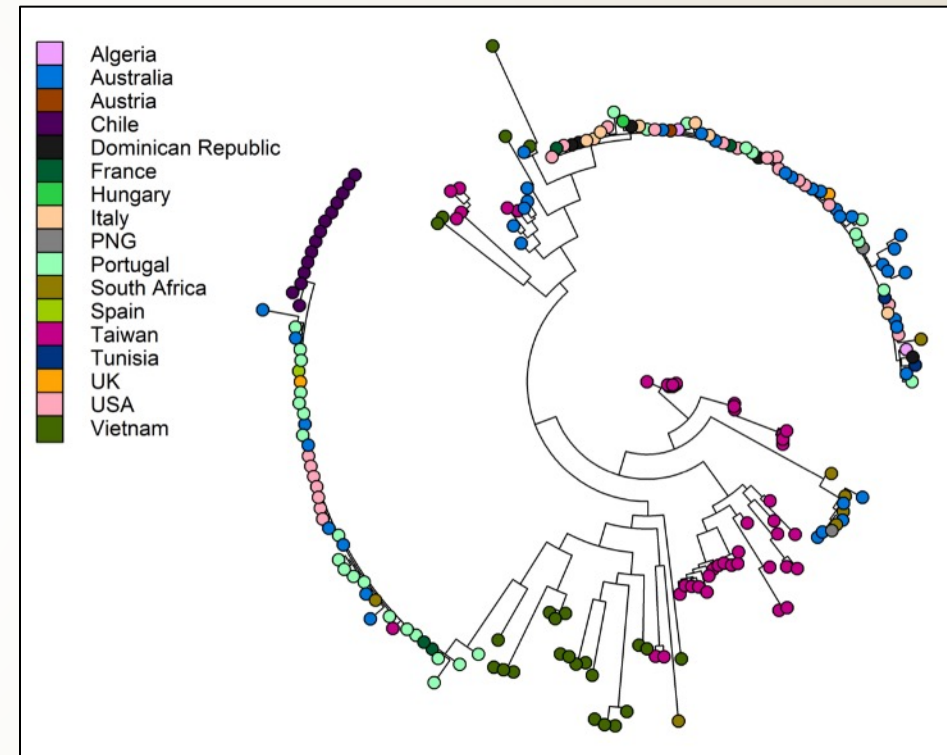 Algeria
Australia
Austria
Chile
Dominican Republic
France
Hungary
Italy
PNG
Portugal
South Africa
Spain
Taiwan
Tunisia
UK
USA
Vietnam